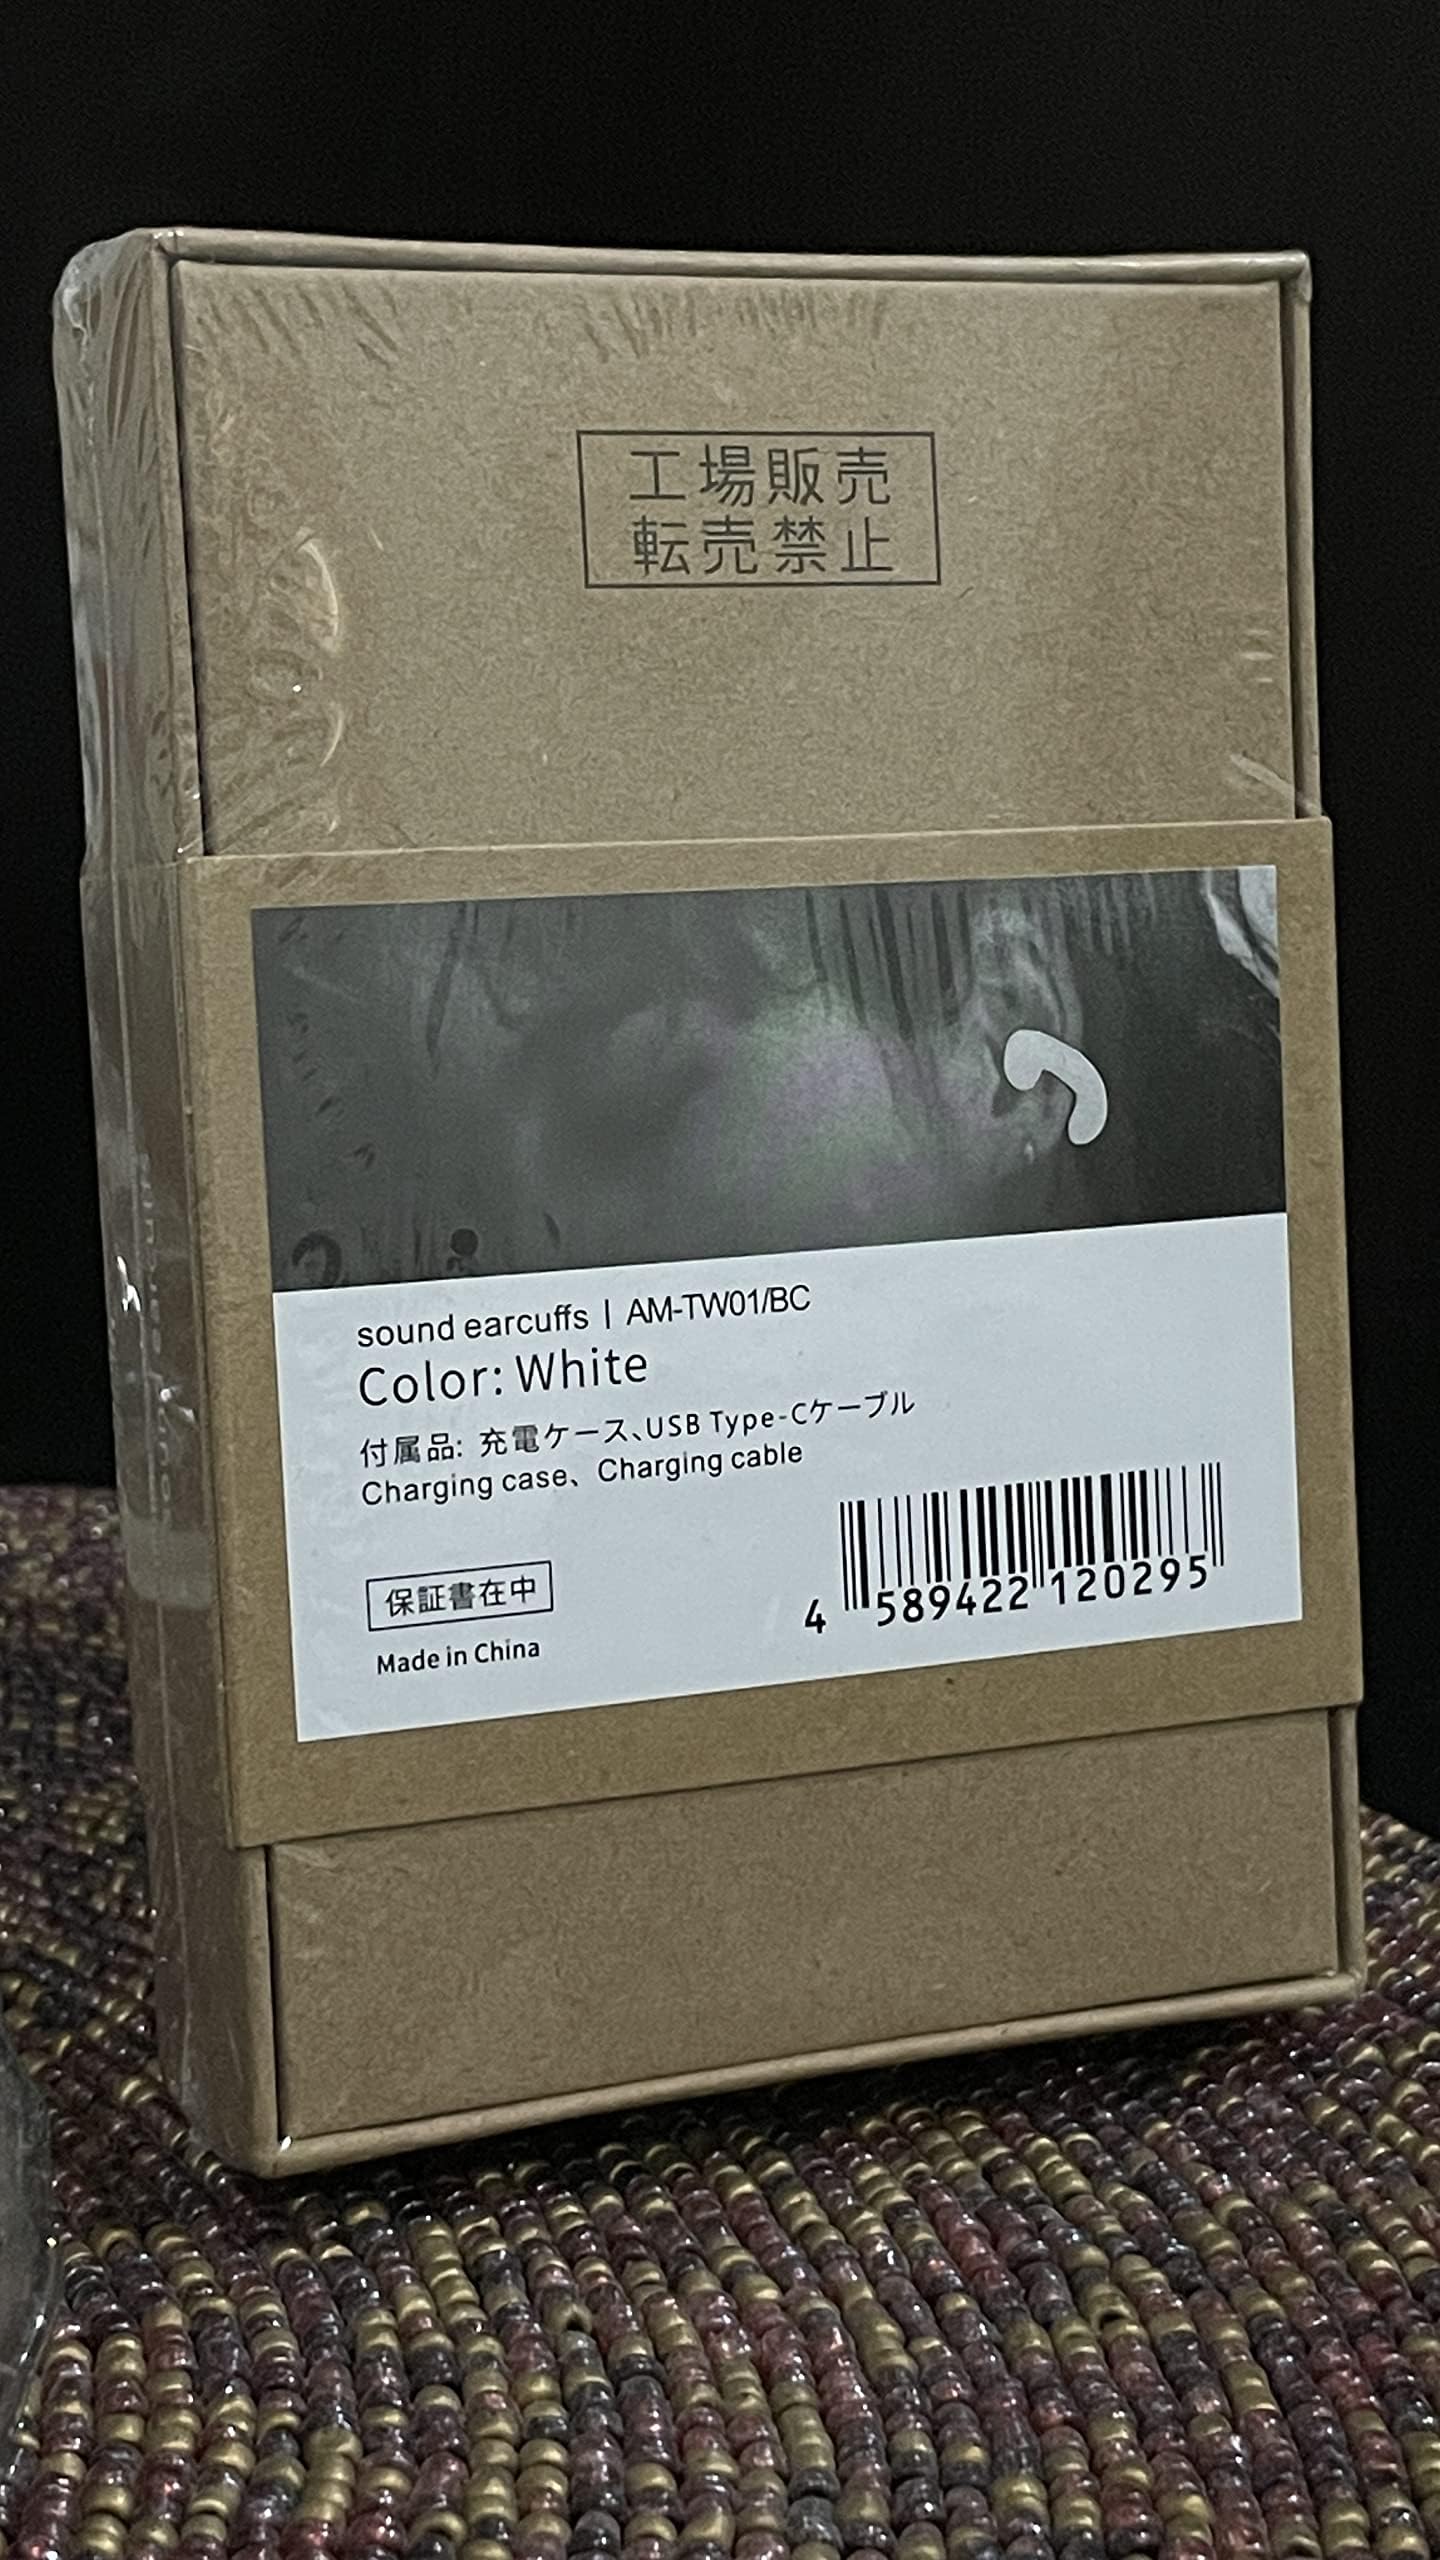 工場販売
転売禁止
sound earcuffs | AM-TW01/BC
Color: White
付属品: 充電ケース、USB Type-Cケーブル
Charging case、Charging cable
保証書在中
Made in China
4 589422 120295